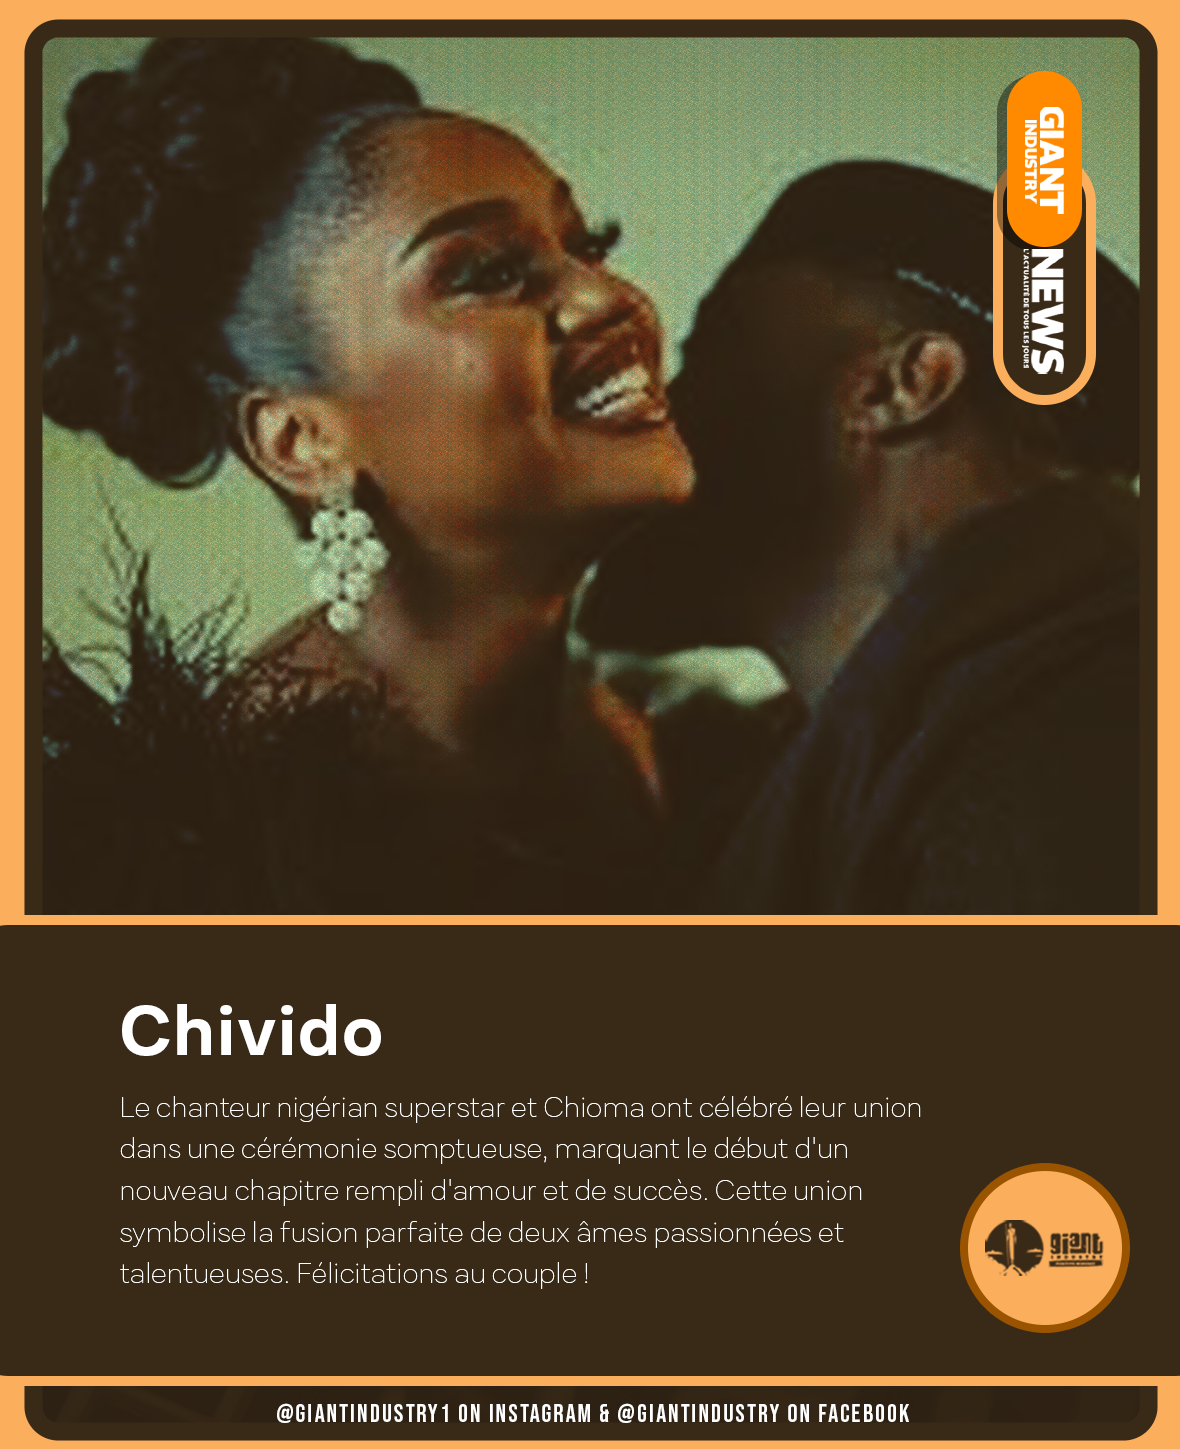 GIANT
INDUSTRY
NEWS
L'ACTUALITÉ DE TOUS LES JOURS
Chivido
Le chanteur nigérian superstar et Chioma ont célébré leur union
dans une cérémonie somptueuse, marquant le début d'un
nouveau chapitre rempli d'amour et de succès. Cette union
symbolise la fusion parfaite de deux âmes passionnées et
talentueuses. Félicitations au couple !
giant
@GIANTINDUSTRY1 ON INSTAGRAM & @GIANTINDUSTRY ON FACEBOOK